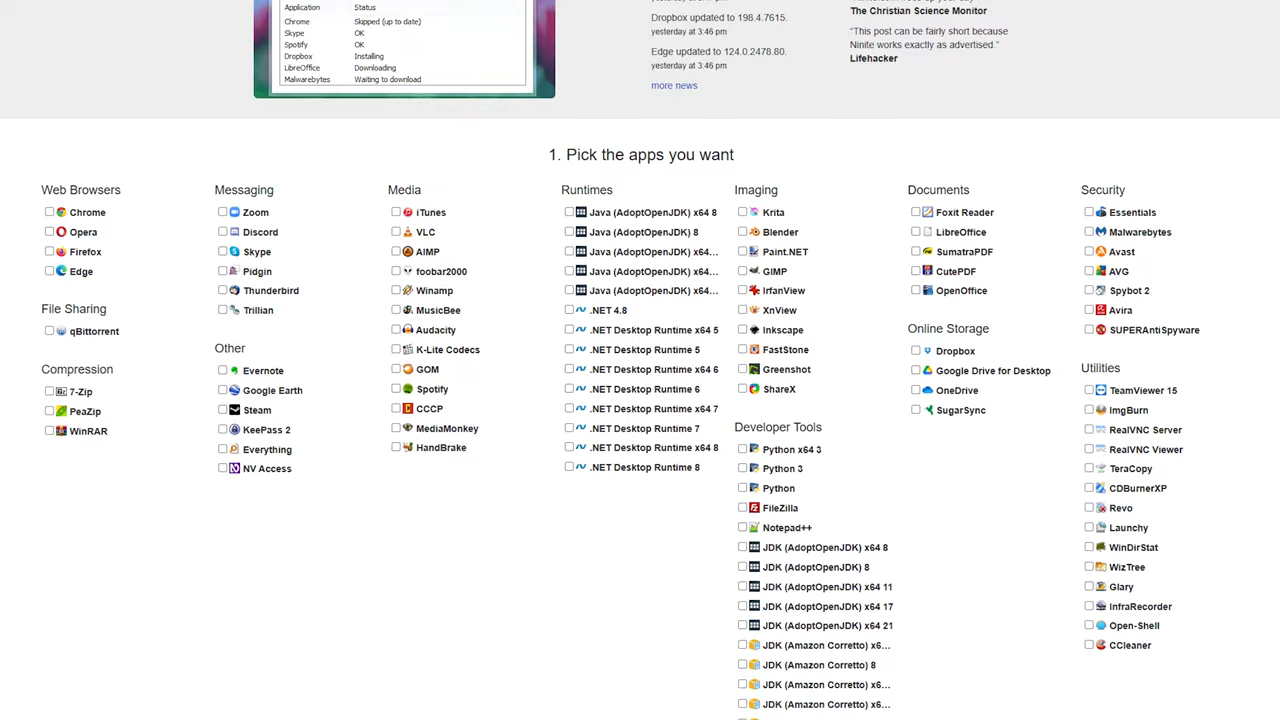 Application Status
Chrome Skipped (up to date)
Skype OK
Spotify OK
Dropbox Installing
LibreOffice Downloading
Malwarebytes Waiting to download
Dropbox updated to 198.4.7615.
yesterday at 3:46 pm
Edge updated to 124.0.2478.80.
yesterday at 3:46 pm
more news
The Christian Science Monitor
“This post can be fairly short because
Ninite works exactly as advertised.”
Lifehacker
1. Pick the apps you want
Web Browsers
Chrome
Opera
Firefox
Edge
File Sharing
qBittorrent
Compression
7-Zip
PeaZip
WinRAR
Messaging
Zoom
Discord
Skype
Pidgin
Thunderbird
Trillian
Other
Evernote
Google Earth
Steam
KeePass 2
Everything
NV Access
Media
iTunes
VLC
AIMP
foobar2000
Winamp
MusicBee
Audacity
K-Lite Codecs
GOM
Spotify
CCCP
MediaMonkey
HandBrake
Runtimes
Java (AdoptOpenJDK) x64 8
Java (AdoptOpenJDK) 8
Java (AdoptOpenJDK) x64...
Java (AdoptOpenJDK) x64...
Java (AdoptOpenJDK) x64...
.NET 4.8
.NET Desktop Runtime x64 5
.NET Desktop Runtime 5
.NET Desktop Runtime x64 6
.NET Desktop Runtime 6
.NET Desktop Runtime x64 7
.NET Desktop Runtime 7
.NET Desktop Runtime x64 8
.NET Desktop Runtime 8
Imaging
Krita
Blender
Paint.NET
GIMP
IrfanView
XnView
Inkscape
FastStone
Greenshot
ShareX
Developer Tools
Python x64 3
Python 3
Python
FileZilla
Notepad++
JDK (AdoptOpenJDK) x64 8
JDK (AdoptOpenJDK) 8
JDK (AdoptOpenJDK) x64 11
JDK (AdoptOpenJDK) x64 17
JDK (AdoptOpenJDK) x64 21
JDK (Amazon Corretto) x6...
JDK (Amazon Corretto) 8
JDK (Amazon Corretto) x6...
JDK (Amazon Corretto) x6...
Documents
Foxit Reader
LibreOffice
SumatraPDF
CutePDF
OpenOffice
Online Storage
Dropbox
Google Drive for Desktop
OneDrive
SugarSync
Security
Essentials
Malwarebytes
Avast
AVG
Spybot 2
Avira
SUPERAntiSpyware
Utilities
TeamViewer 15
ImgBurn
RealVNC Server
RealVNC Viewer
TeraCopy
CDBurnerXP
Revo
Launchy
WinDirStat
WizTree
Glary
InfraRecorder
Open-Shell
CCleaner